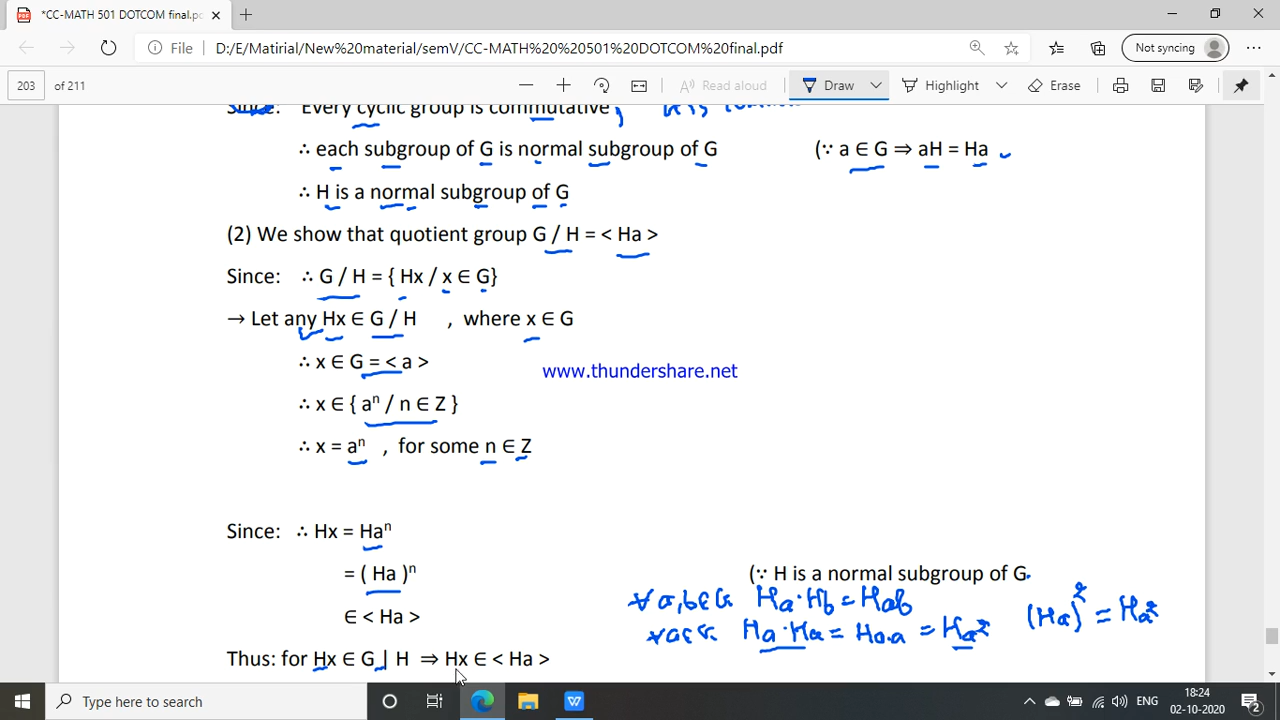 *CC-MATH 501 DOTCOM final.pc
File D:/E/Matirial/New%20material/semV/CC-MATH%20%20501%20DOTCOM%20final.pdf Not syncing
203 of 211 Read aloud Draw Highlight Erase
Since: Every cyclic group is commutative,
∴ each subgroup of G is normal subgroup of G (∵ a ∈ G ⇒ aH = Ha
∴ H is a normal subgroup of G
(2) We show that quotient group G / H = < Ha >
Since: ∴ G / H = { Hx / x ∈ G}
→ Let any Hx ∈ G / H , where x ∈ G
∴ x ∈ G = < a >
www.thundershare.net
∴ x ∈ { aⁿ / n ∈ Z }
∴ x = aⁿ , for some n ∈ Z
Since: ∴ Hx = Haⁿ
= ( Ha )ⁿ (∵ H is a normal subgroup of G.
∀ a,b∈G Ha·Hb=Hab (Ha)² = Ha²
∈ < Ha >
∀a∈G Ha·Ha= Ha.a = Ha²
Thus: for Hx ∈ G | H ⇒ Hx ∈ < Ha >
Type here to search ENG 18:24
02-10-2020 2